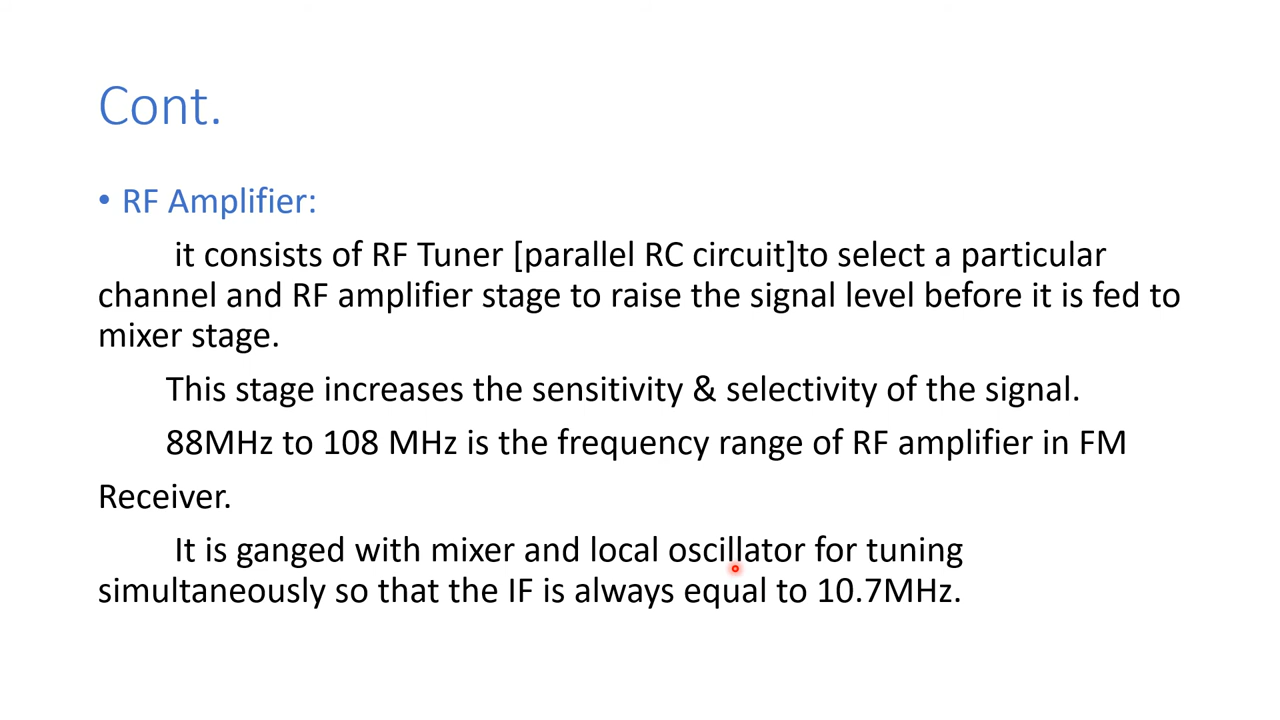 Cont.
• RF Amplifier:
it consists of RF Tuner [parallel RC circuit]to select a particular
channel and RF amplifier stage to raise the signal level before it is fed to
mixer stage.
This stage increases the sensitivity & selectivity of the signal.
88MHz to 108 MHz is the frequency range of RF amplifier in FM
Receiver.
It is ganged with mixer and local oscillator for tuning
simultaneously so that the IF is always equal to 10.7MHz.